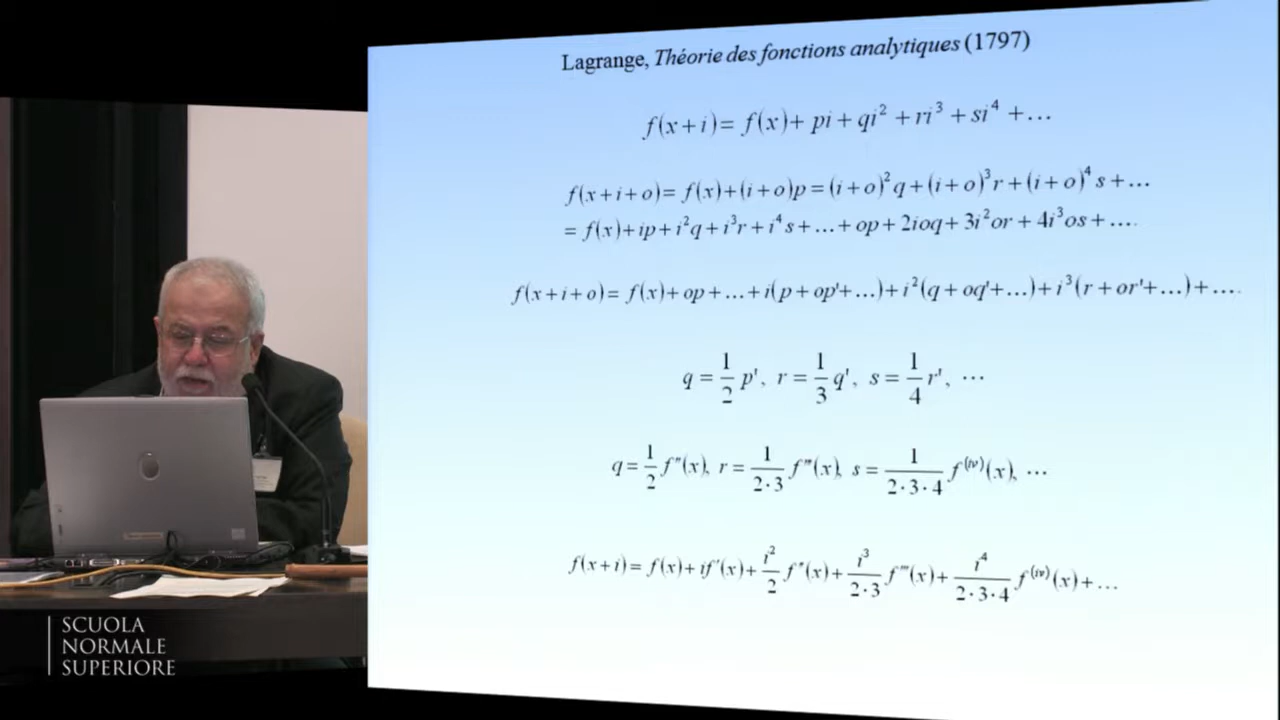 Lagrange, Théorie des fonctions analytiques (1797)
f(x+i)= f(x)+ pi+qi²+ri³+si⁴+…
f(x+i+o)= f(x)+(i+o)p=(i+o)²q+(i+o)³r+(i+o)⁴s+…
= f(x)+ip+i²q+i³r+i⁴s+…+op+2ioq+3i²or+4i³os+….
f(x+i+o)= f(x)+op+…+i(p+op'+…)+i²(q+oq'+…)+i³(r+or'+…)+….
q=1/2 p', r=1/3 q', s=1/4 r', …
q=1/2 f''(x), r=1/(2·3) f'''(x), s=1/(2·3·4) f⁽ⁱᵛ⁾(x), …
f(x+i)= f(x)+if'(x)+i²/2 f''(x)+i³/(2·3) f'''(x)+i⁴/(2·3·4) f⁽ⁱᵛ⁾(x)+…
SCUOLA
NORMALE
SUPERIORE